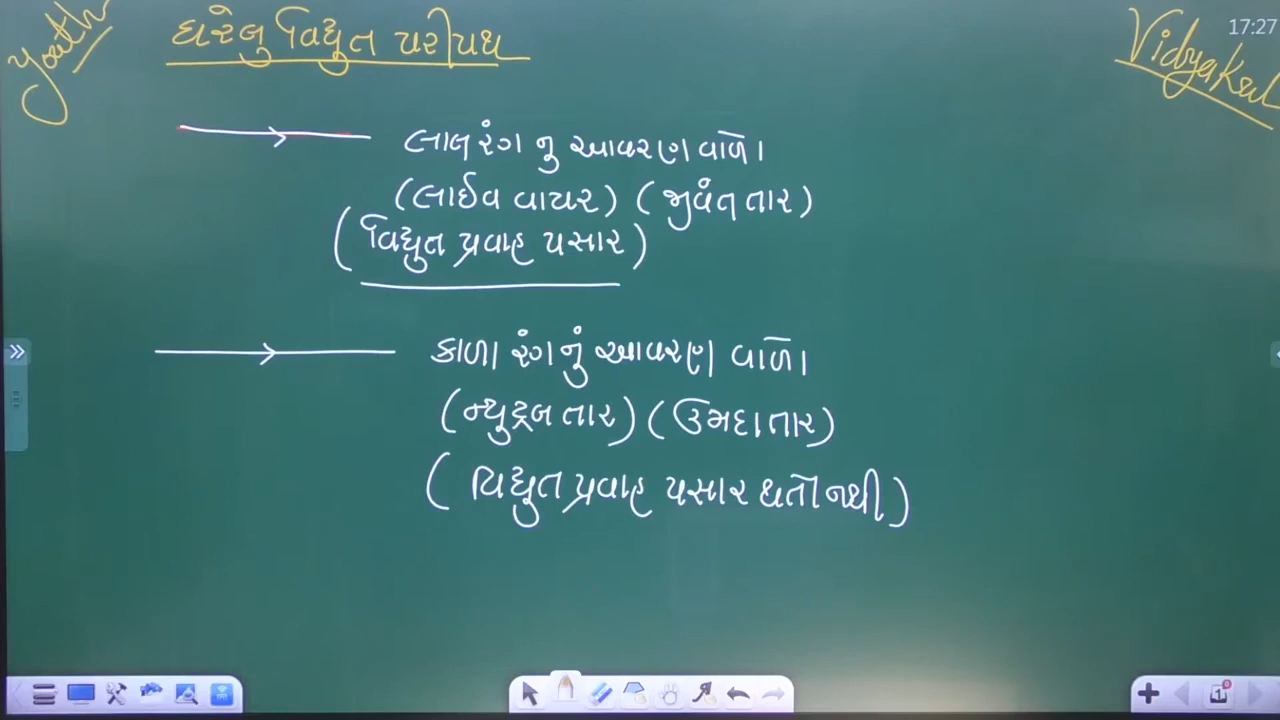 youth
ઘરેલુ વિદ્યુત પરીપથ
VidyaKul
17:27
લાલ રંગ નુ આવરણ વાળો
(લાઈવ વાયર) (જીવંત તાર)
(વિદ્યુત પ્રવાહ પસાર)
કાળા રંગનું આવરણ વાળો
(ન્યુટ્રલ તાર) (ઉમદા તાર)
(વિદ્યુત પ્રવાહ પસાર થતો નથી)